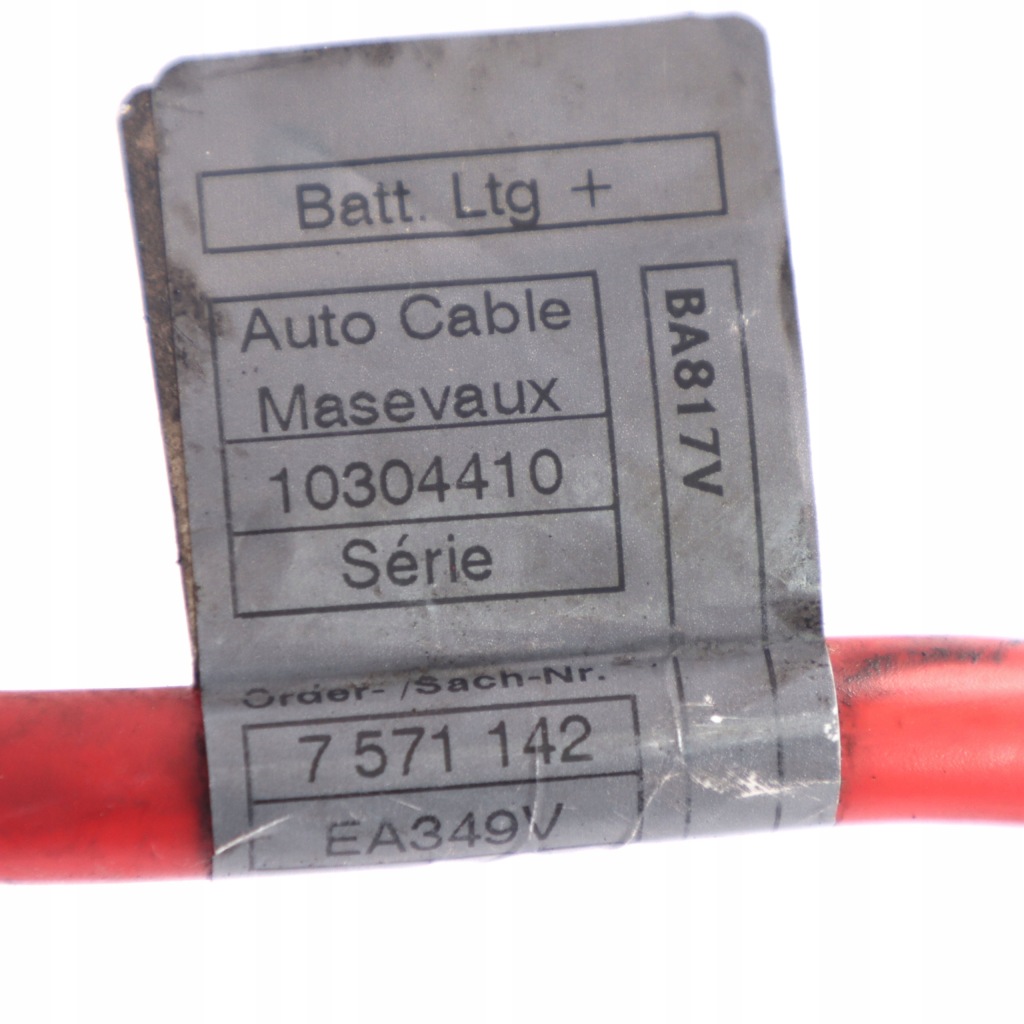 Batt. Ltg +
Auto Cable
Masevaux
10304410
Série
BA817V
Order- /Sach-Nr.
7 571 142
EA349V